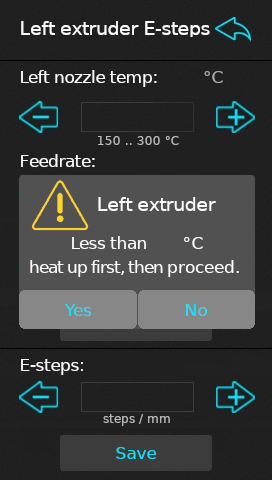 Left extruder E-steps
Left nozzle temp: °C
150 .. 300 °C
Feedrate:
Left extruder
Less than °C
heat up first, then proceed.
Yes No
E-steps:
steps / mm
Save